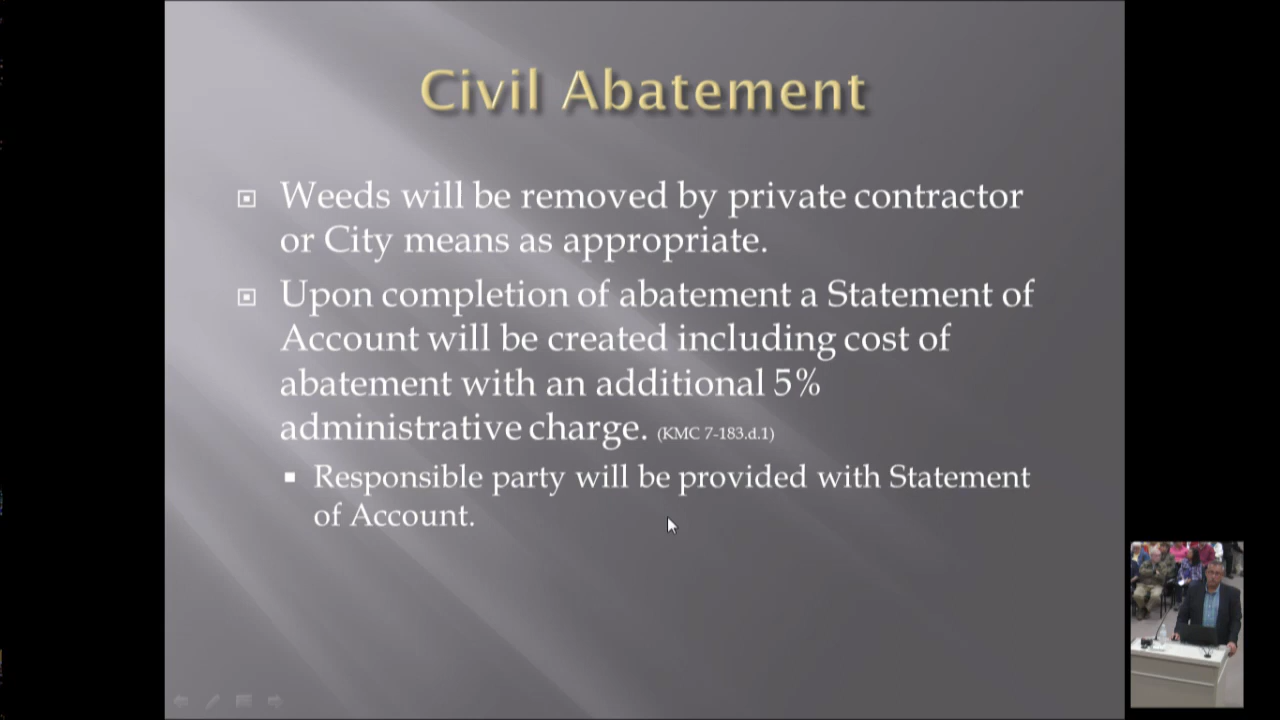 Civil Abatement
Weeds will be removed by private contractor
or City means as appropriate.
Upon completion of abatement a Statement of
Account will be created including cost of
abatement with an additional 5%
administrative charge. (KMC 7-183.d.1)
Responsible party will be provided with Statement
of Account.